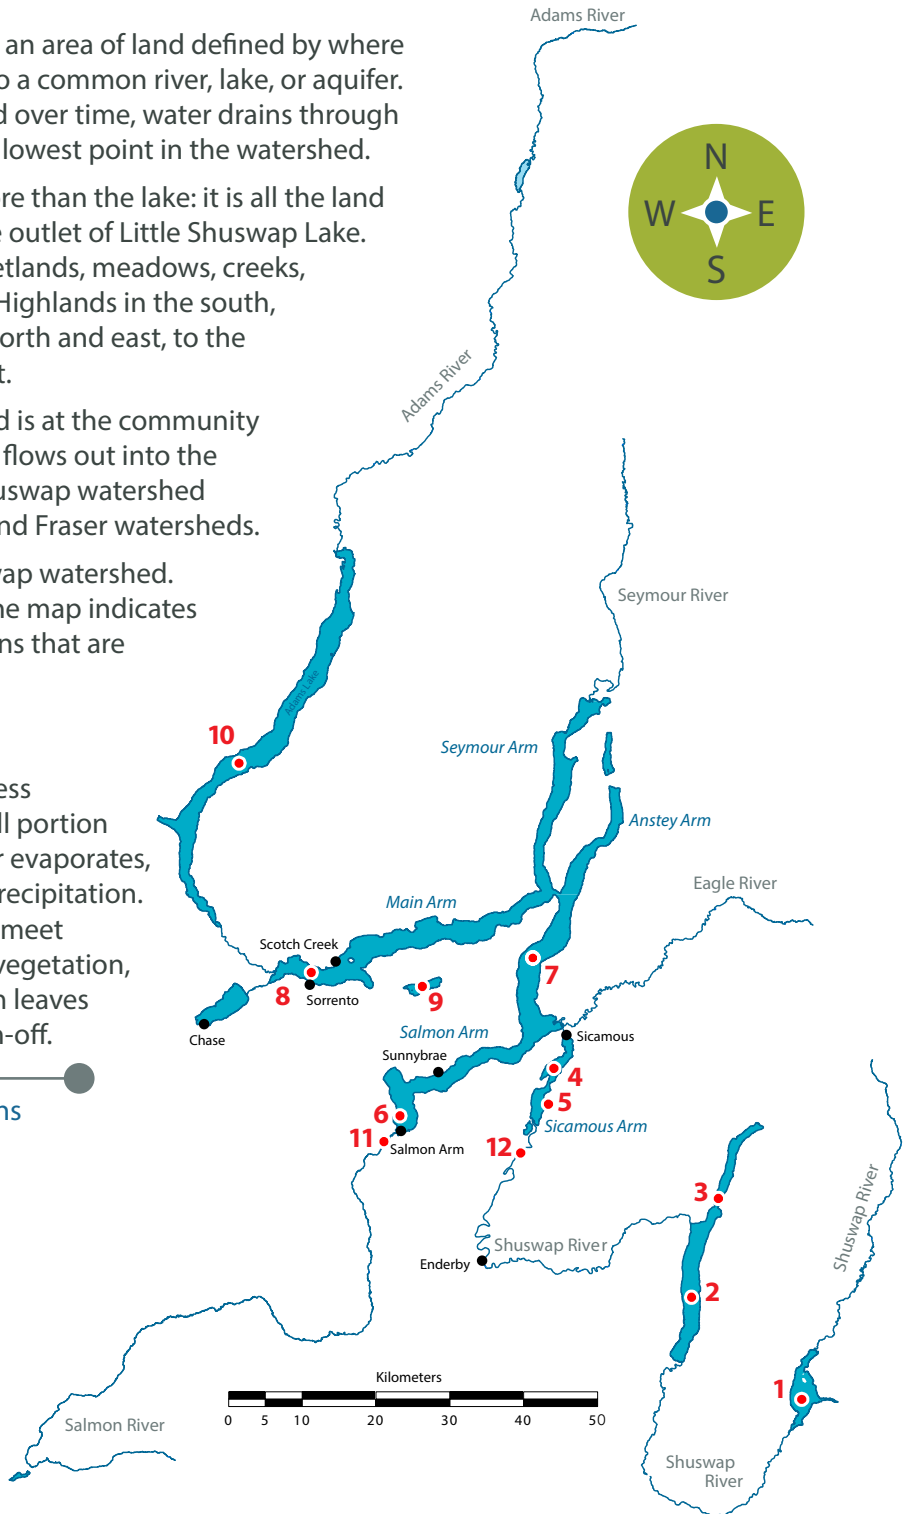 Adams River
an area of land defined by where
o a common river, lake, or aquifer.
d over time, water drains through
lowest point in the watershed.
N
W E
S
ore than the lake: it is all the land
e outlet of Little Shuswap Lake.
etlands, meadows, creeks,
Highlands in the south,
orth and east, to the
t.
Adams River
d is at the community
flows out into the
uswap watershed
nd Fraser watersheds.
wap watershed.
he map indicates
ns that are
Seymour River
Adams Lake
10
Seymour Arm
ess
ll portion
r evaporates,
recipitation.
meet
vegetation,
n leaves
n-off.
Anstey Arm
Eagle River
Main Arm
Scotch Creek
7
8
Sorrento
9
Chase
Salmon Arm
Sicamous
Sunnybrae
4
5
6
ns
Sicamous Arm
11
Salmon Arm
12
3
Shuswap River
Shuswap River
Enderby
2
Kilometers
0 5 10 20 30 40 50
1
Salmon River
Shuswap
River